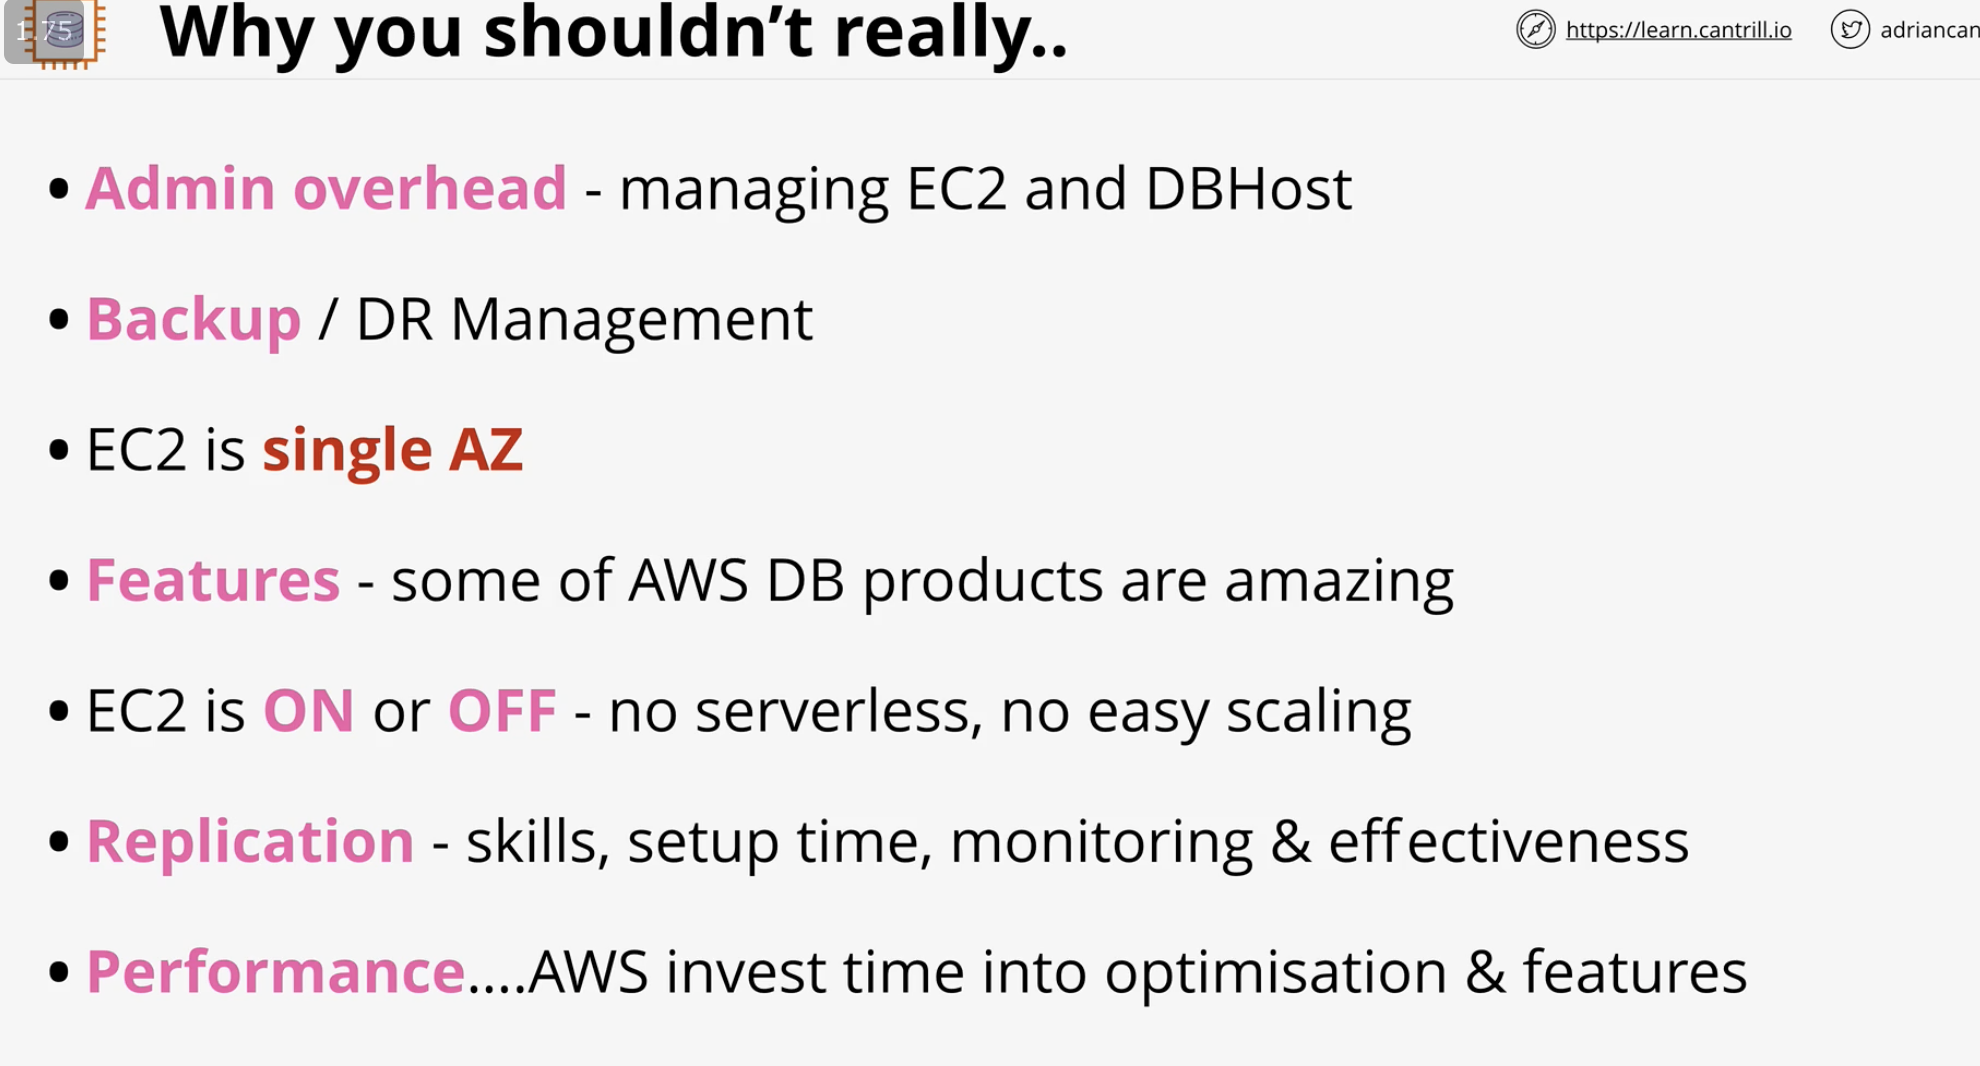 1.75
Why you shouldn't really..
https://learn.cantrill.io
adriancan
• Admin overhead - managing EC2 and DBHost
• Backup / DR Management
• EC2 is single AZ
• Features - some of AWS DB products are amazing
• EC2 is ON or OFF - no serverless, no easy scaling
• Replication - skills, setup time, monitoring & effectiveness
• Performance....AWS invest time into optimisation & features